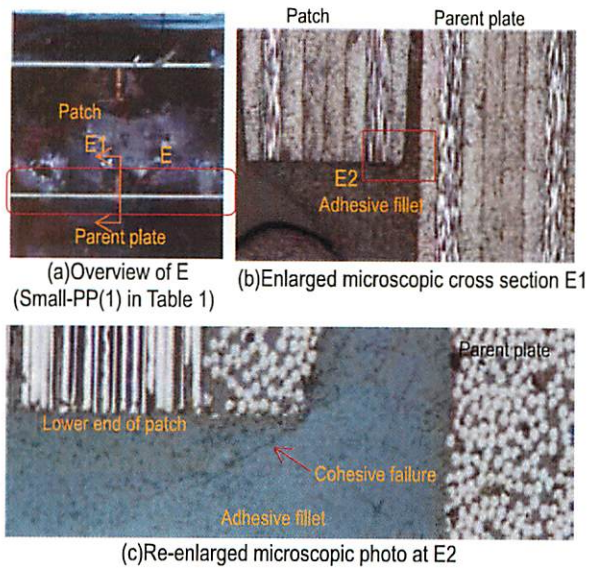 Patch
Parent plate
Patch
E1
E
Parent plate
E2
Adhesive fillet
(a)Overview of E
(Small-PP(1) in Table 1)
(b)Enlarged microscopic cross section E1
Parent plate
Lower end of patch
Cohesive failure
Adhesive fillet
(c)Re-enlarged microscopic photo at E2